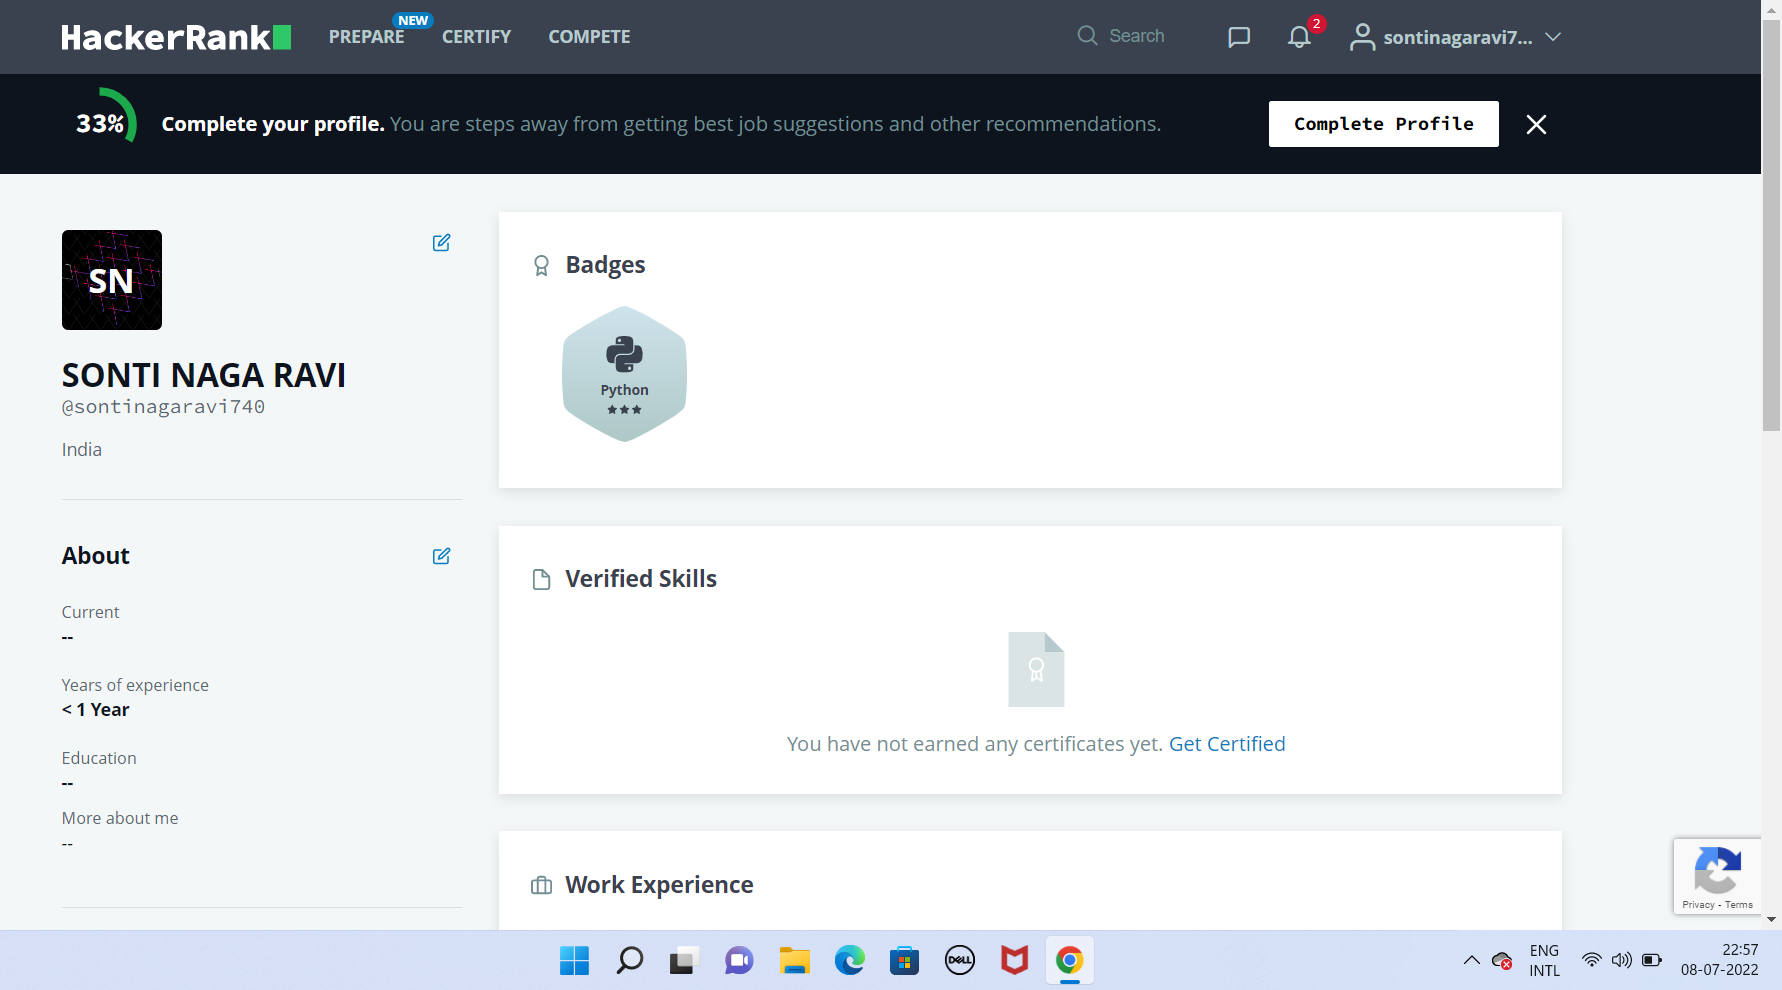 HackerRank
PREPARE
NEW
CERTIFY
COMPETE
Search
2
sontinagaravi7...
33%
Complete your profile. You are steps away from getting best job suggestions and other recommendations.
Complete Profile
SN
SONTI NAGA RAVI
@sontinagaravi740
India
About
Current
--
Years of experience
< 1 Year
Education
--
More about me
--
Badges
Python
Verified Skills
You have not earned any certificates yet. Get Certified
Work Experience
Privacy - Terms
DELL
ENG
INTL
22:57
08-07-2022